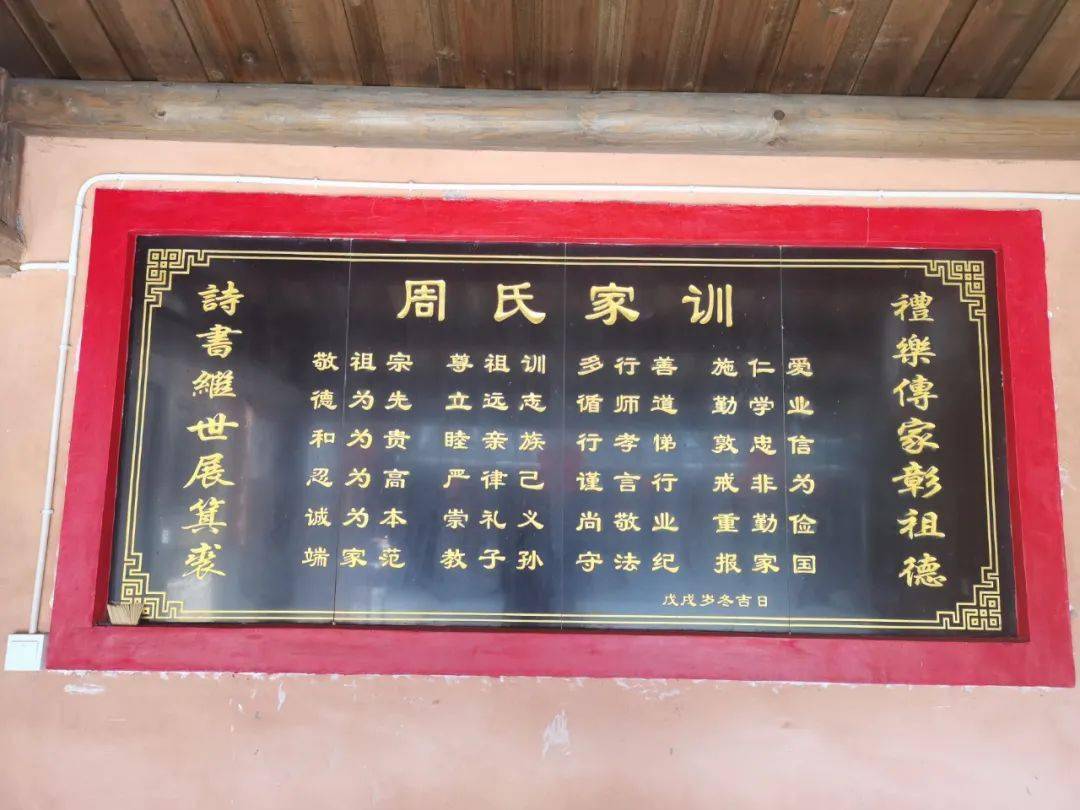 周氏家训
禮樂傳家彰祖德
詩書繼世展箕裘
敬祖宗 尊祖训 多行善 施仁爱
德为先 立远志 循师道 勤学业
和为贵 睦亲族 行孝悌 敦忠信
忍为高 严律己 谨言行 戒非为
诚为本 崇礼义 尚敬业 重勤俭
端家范 教子孙 守法纪 报家国
戊戌岁冬吉日